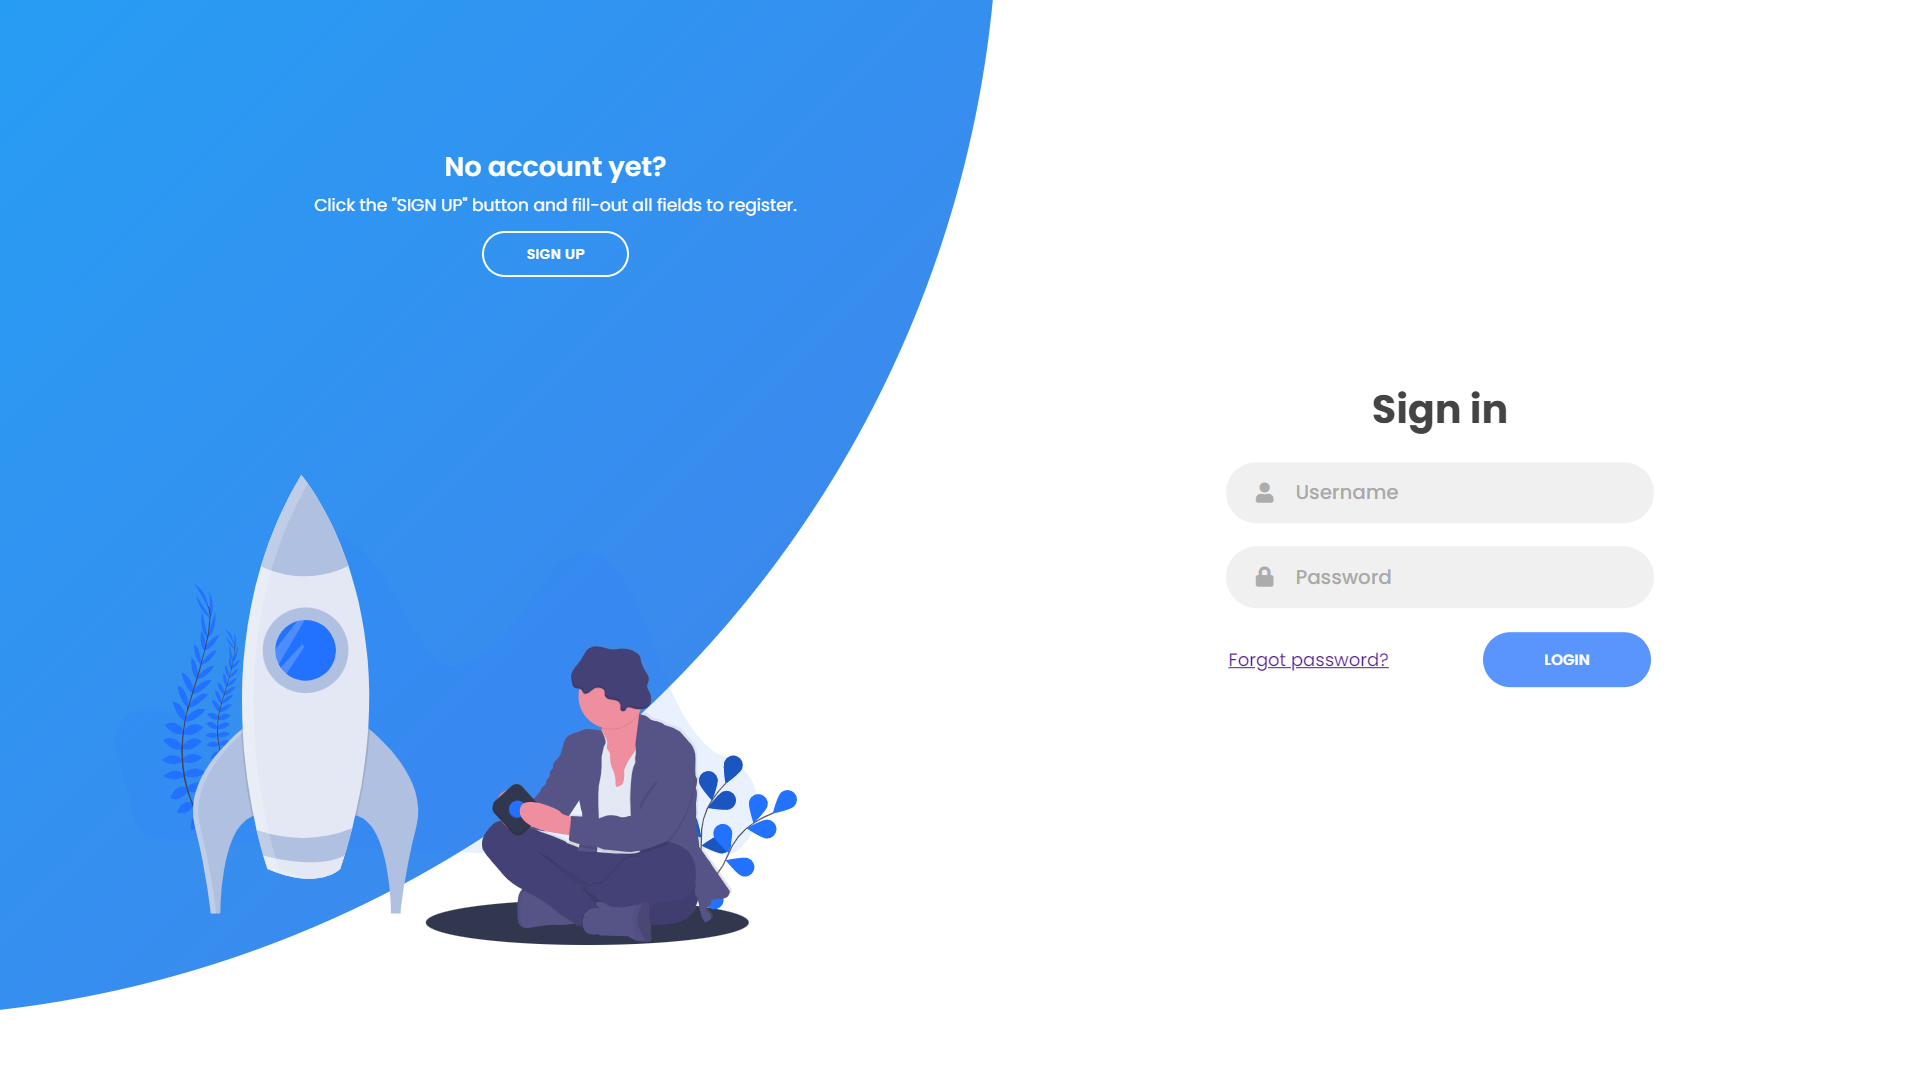 No account yet?
Click the "SIGN UP" button and fill-out all fields to register.
SIGN UP
Sign in
Username
Password
Forgot password?
LOGIN